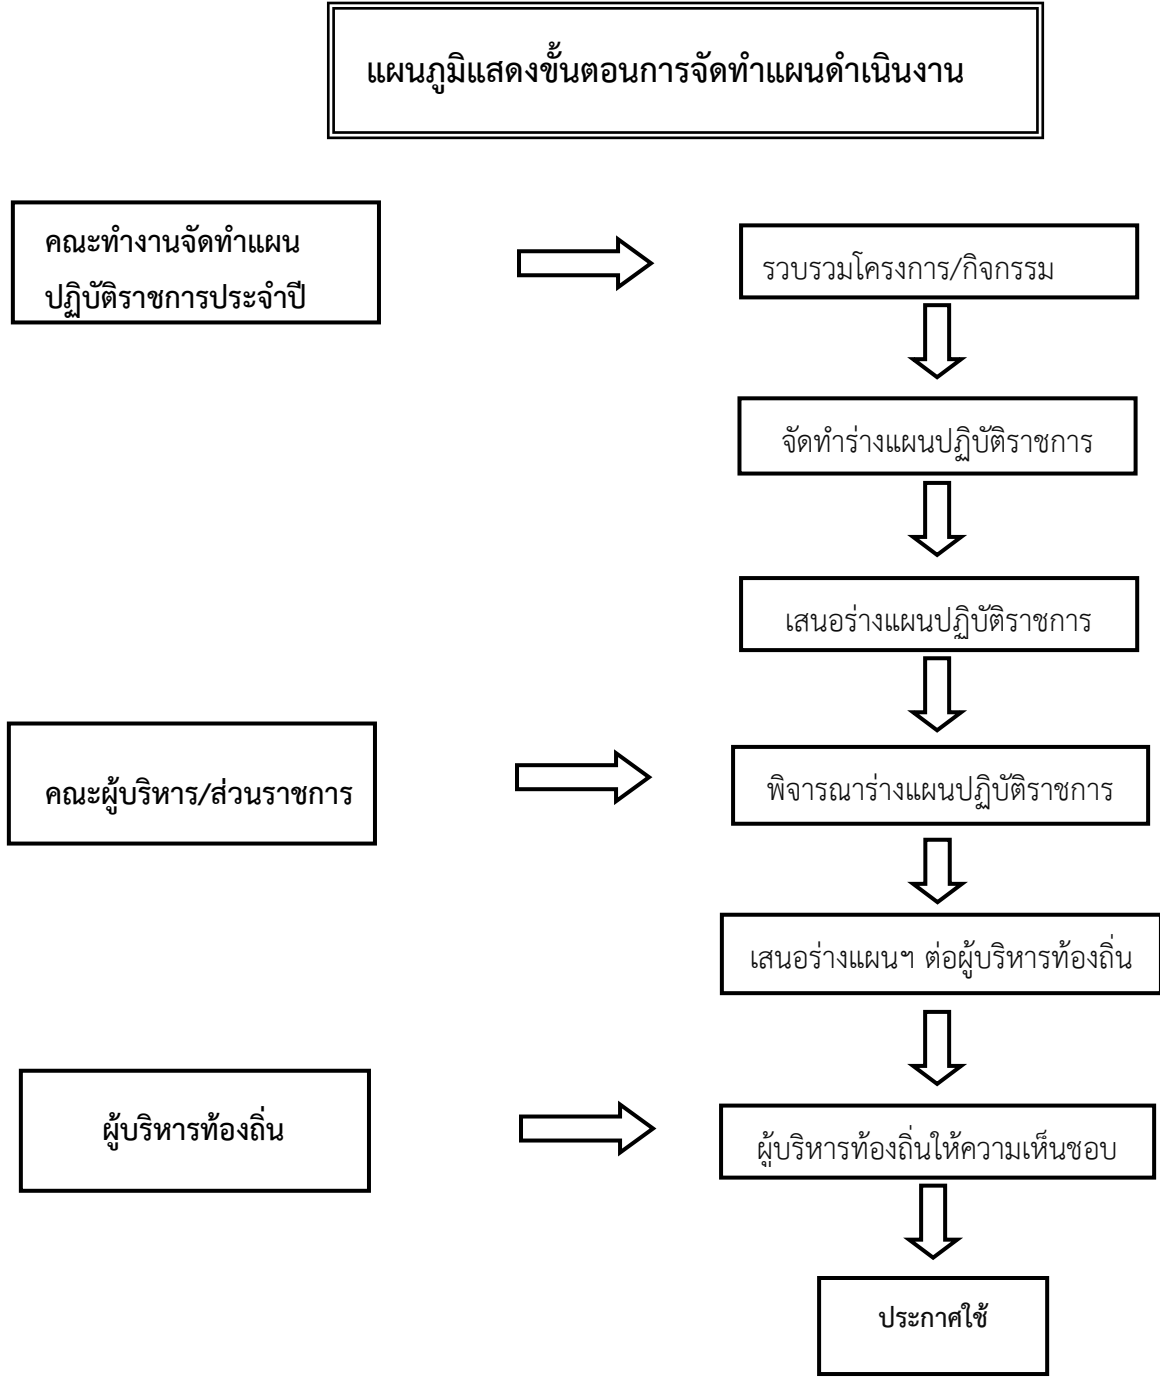 แผนภูมิแสดงขั้นตอนการจัดทำแผนดำเนินงาน
คณะทำงานจัดทำแผน
ปฏิบัติราชการประจำปี
รวบรวมโครงการ/กิจกรรม
จัดทำร่างแผนปฏิบัติราชการ
เสนอร่างแผนปฏิบัติราชการ
คณะผู้บริหาร/ส่วนราชการ
พิจารณาร่างแผนปฏิบัติราชการ
เสนอร่างแผนฯ ต่อผู้บริหารท้องถิ่น
ผู้บริหารท้องถิ่น
ผู้บริหารท้องถิ่นให้ความเห็นชอบ
ประกาศใช้